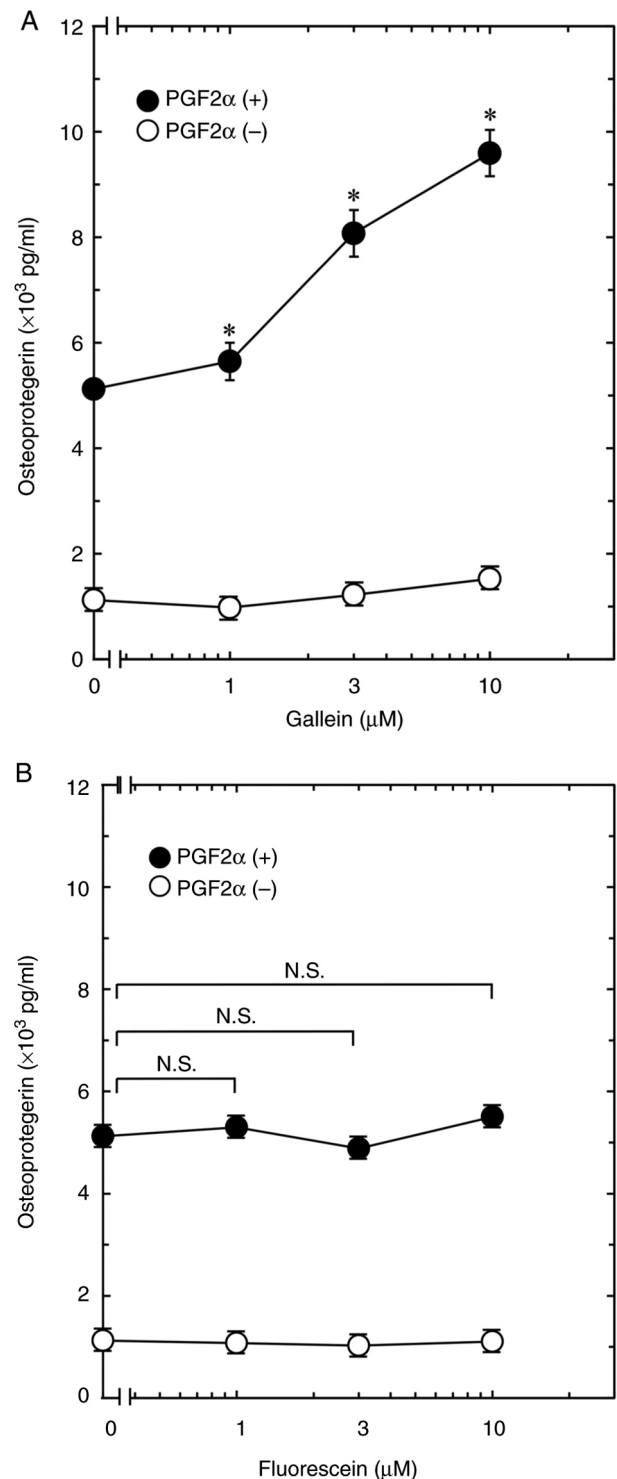 A
12
PGF2α (+)
PGF2α (–)
*
10
*
8
*
6
4
2
0
Osteoprotegerin (×10³ pg/ml)
0 1 3 10
Gallein (μM)
B
12
PGF2α (+)
PGF2α (–)
10
N.S.
8
N.S.
N.S.
6
4
2
0
Osteoprotegerin (×10³ pg/ml)
0 1 3 10
Fluorescein (μM)